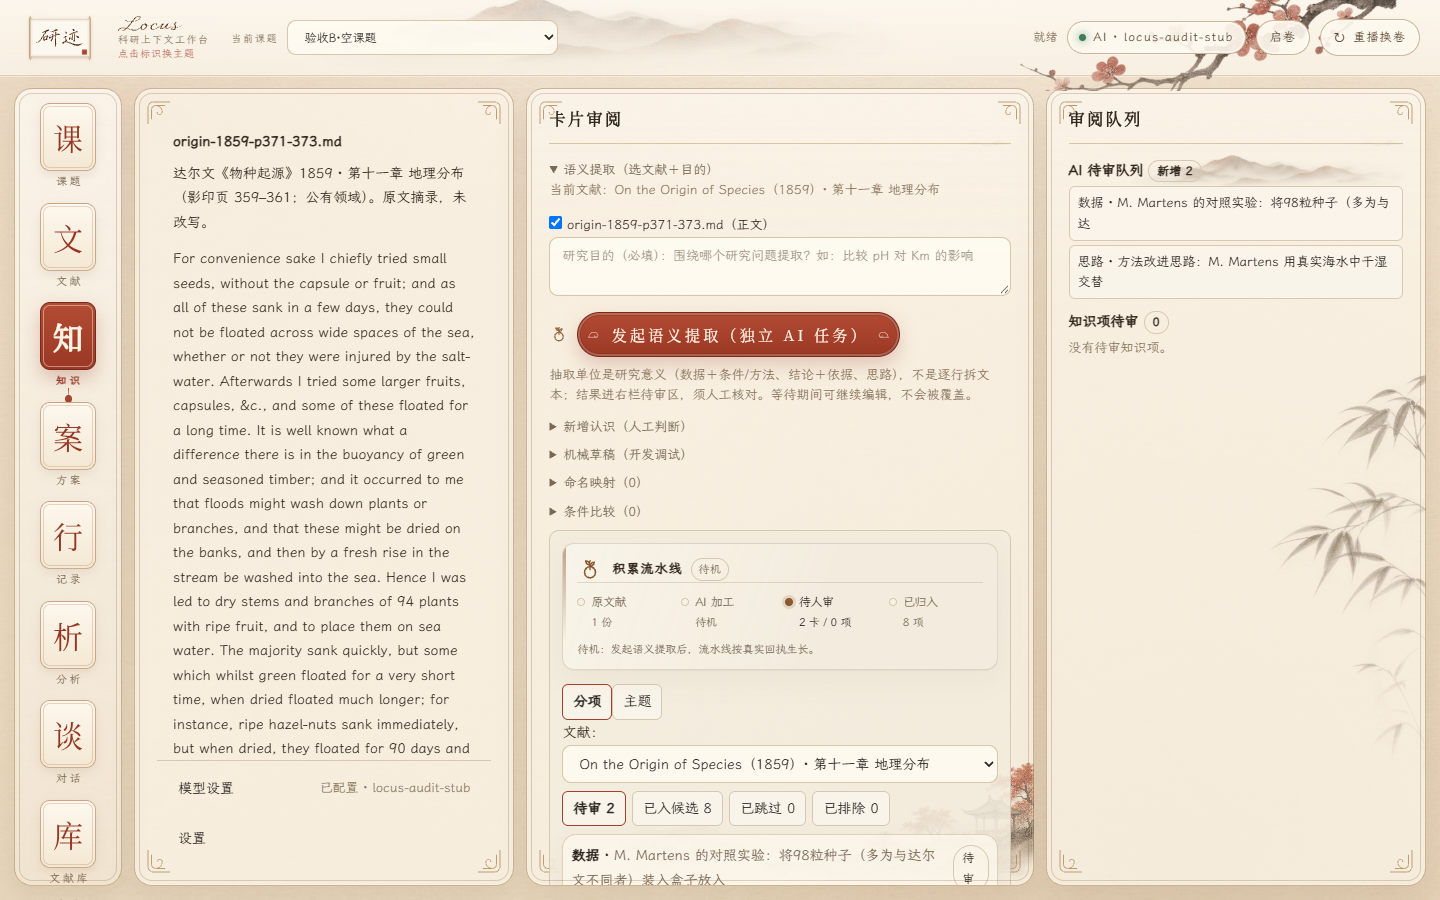 研迹
Locus
科研上下文工作台
点击标识换主题
当前课题
验收B·空课题
就绪
AI · locus-audit-stub
启卷
↻ 重播换卷
课
课题
文
文献
知
知识
案
方案
行
记录
析
分析
谈
对话
库
文献库
origin-1859-p371-373.md
达尔文《物种起源》1859 · 第十一章 地理分布
（影印页 359–361；公有领域）。原文摘录，未
改写。
For convenience sake I chiefly tried small
seeds, without the capsule or fruit; and as
all of these sank in a few days, they could
not be floated across wide spaces of the sea,
whether or not they were injured by the salt-
water. Afterwards I tried some larger fruits,
capsules, &c., and some of these floated for
a long time. It is well known what a
difference there is in the buoyancy of green
and seasoned timber; and it occurred to me
that floods might wash down plants or
branches, and that these might be dried on
the banks, and then by a fresh rise in the
stream be washed into the sea. Hence I was
led to dry stems and branches of 94 plants
with ripe fruit, and to place them on sea
water. The majority sank quickly, but some
which whilst green floated for a very short
time, when dried floated much longer; for
instance, ripe hazel-nuts sank immediately,
but when dried, they floated for 90 days and
模型设置
已配置 · locus-audit-stub
设置
卡片审阅
▼ 语义提取（选文献＋目的）
当前文献：On the Origin of Species（1859）· 第十一章 地理分布
origin-1859-p371-373.md（正文）
研究目的（必填）：围绕哪个研究问题提取？如：比较 pH 对 Km 的影响
发起语义提取（独立 AI 任务）
抽取单位是研究意义（数据＋条件/方法、结论＋依据、思路），不是逐行拆文
本；结果进右栏待审区，须人工核对。等待期间可继续编辑，不会被覆盖。
▶ 新增认识（人工判断）
▶ 机械草稿（开发调试）
▶ 命名映射（0）
▶ 条件比较（0）
积累流水线
待机
原文献
1 份
AI 加工
待机
待人审
2 卡 / 0 项
已归入
8 项
待机：发起语义提取后，流水线按真实回执生长。
分项
主题
文献：
On the Origin of Species（1859）· 第十一章 地理分布
待审 2
已入候选 8
已跳过 0
已排除 0
数据 · M. Martens 的对照实验：将98粒种子（多为与达尔
文不同者）装入盒子放入
待
审
审阅队列
AI 待审队列
新增 2
数据 · M. Martens 的对照实验：将98粒种子（多为与
达
思路 · 方法改进思路：M. Martens 用真实海水中干湿
交替
知识项待审
0
没有待审知识项。